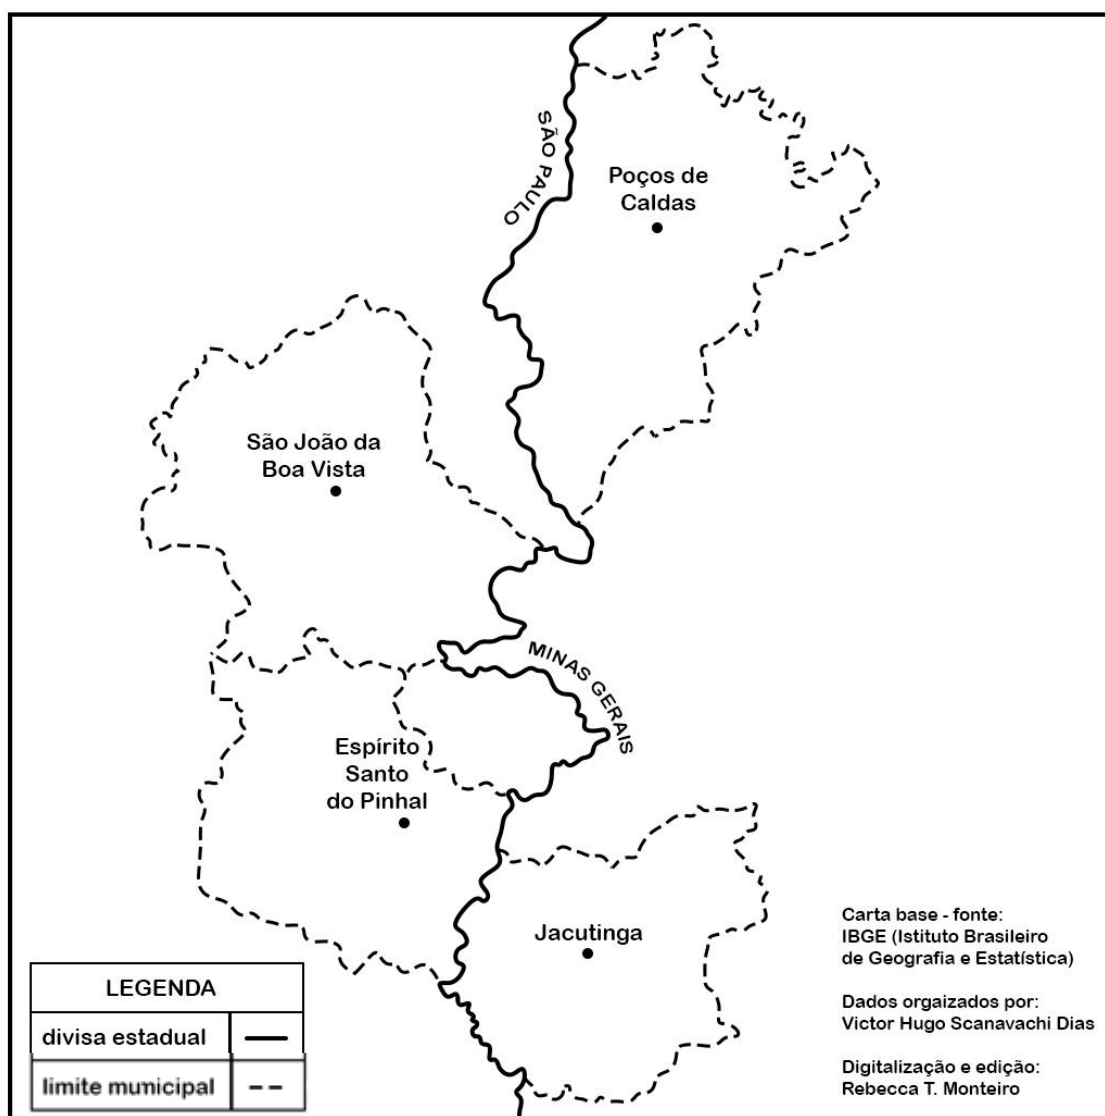 SÃO PAULO
Poços de
Caldas
São João da
Boa Vista
MINAS GERAIS
Espírito
Santo
do Pinhal
Jacutinga
LEGENDA
divisa estadual
limite municipal
Carta base - fonte:
IBGE (Istituto Brasileiro
de Geografia e Estatística)
Dados orgaizados por:
Victor Hugo Scanavachi Dias
Digitalização e edição:
Rebecca T. Monteiro